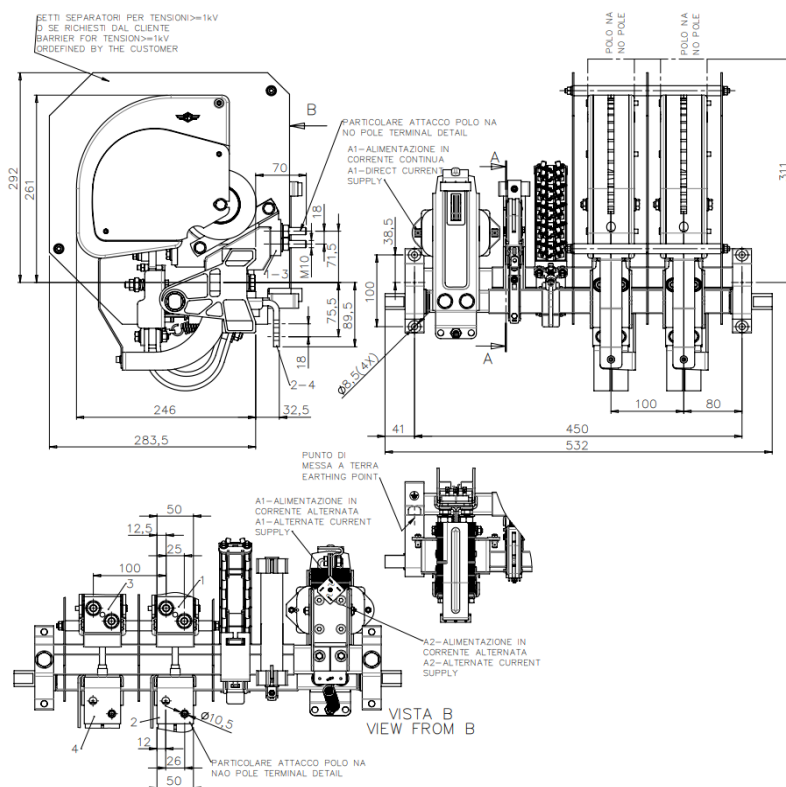 SETTI SEPARATORI PER TENSIONI>=1kV
O SE RICHIESTI DAL CLIENTE
BARRIER FOR TENSION>=1kV
ORDEFINED BY THE CUSTOMER
B
PARTICOLARE ATTACCO POLO NA
NO POLE TERMINAL DETAIL
A1-ALIMENTAZIONE IN
CORRENTE CONTINUA
A1-DIRECT CURRENT
SUPPLY
POLO NA
NO POLE
POLO NA
NO POLE
292
261
70
18
71,5
M10
1-3
75,5
89,5
18
2-4
246
32,5
283,5
A
A
38,5
100
Ø8,5(4X)
311
100
80
41
450
532
PUNTO DI
MESSA A TERRA
EARTHING POINT
A1-ALIMENTAZIONE IN
CORRENTE ALTERNATA
A1-ALTERNATE CURRENT
SUPPLY
50
12,5
25
100
3
1
A2-ALIMENTAZIONE IN
CORRENTE ALTERNATA
A2-ALTERNATE CURRENT
SUPPLY
VISTA B
VIEW FROM B
4
2
Ø10,5
12
26
50
PARTICOLARE ATTACCO POLO NA
NAO POLE TERMINAL DETAIL